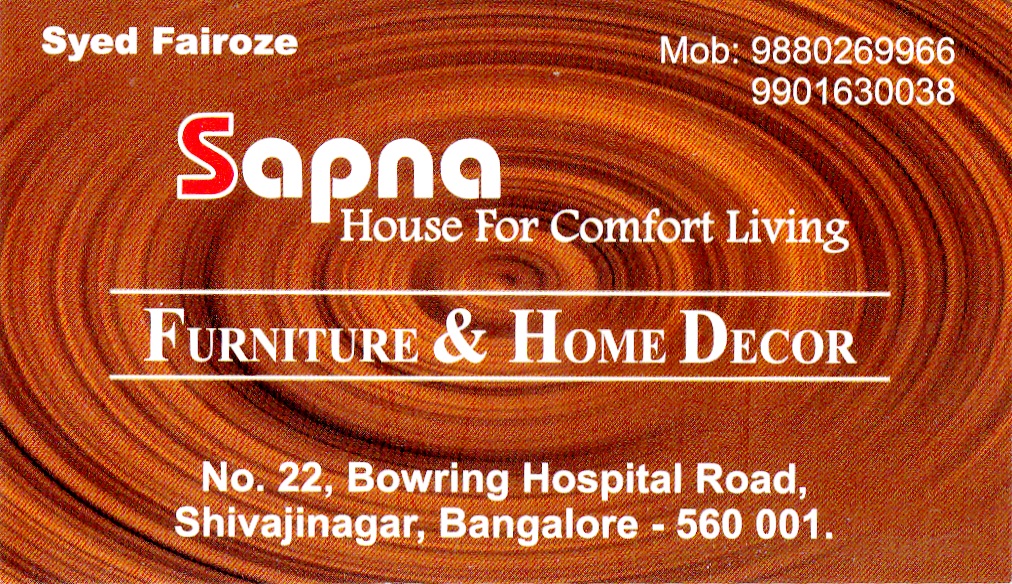 Syed Fairoze
Mob: 9880269966
9901630038
Sapna
House For Comfort Living
FURNITURE & HOME DECOR
No. 22, Bowring Hospital Road,
Shivajinagar, Bangalore - 560 001.